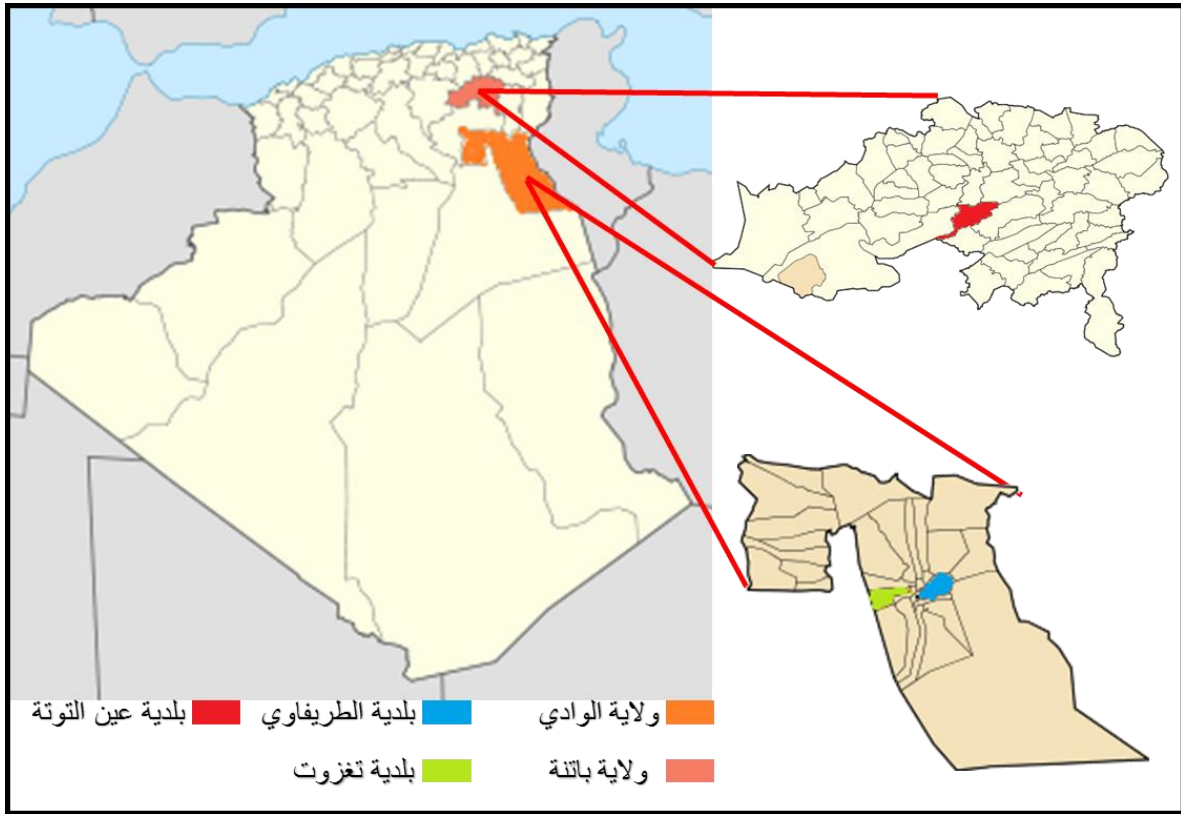 ولاية الوادي بلدية الطريفاوي بلدية عين التوتة
ولاية باتنة بلدية تغزوت